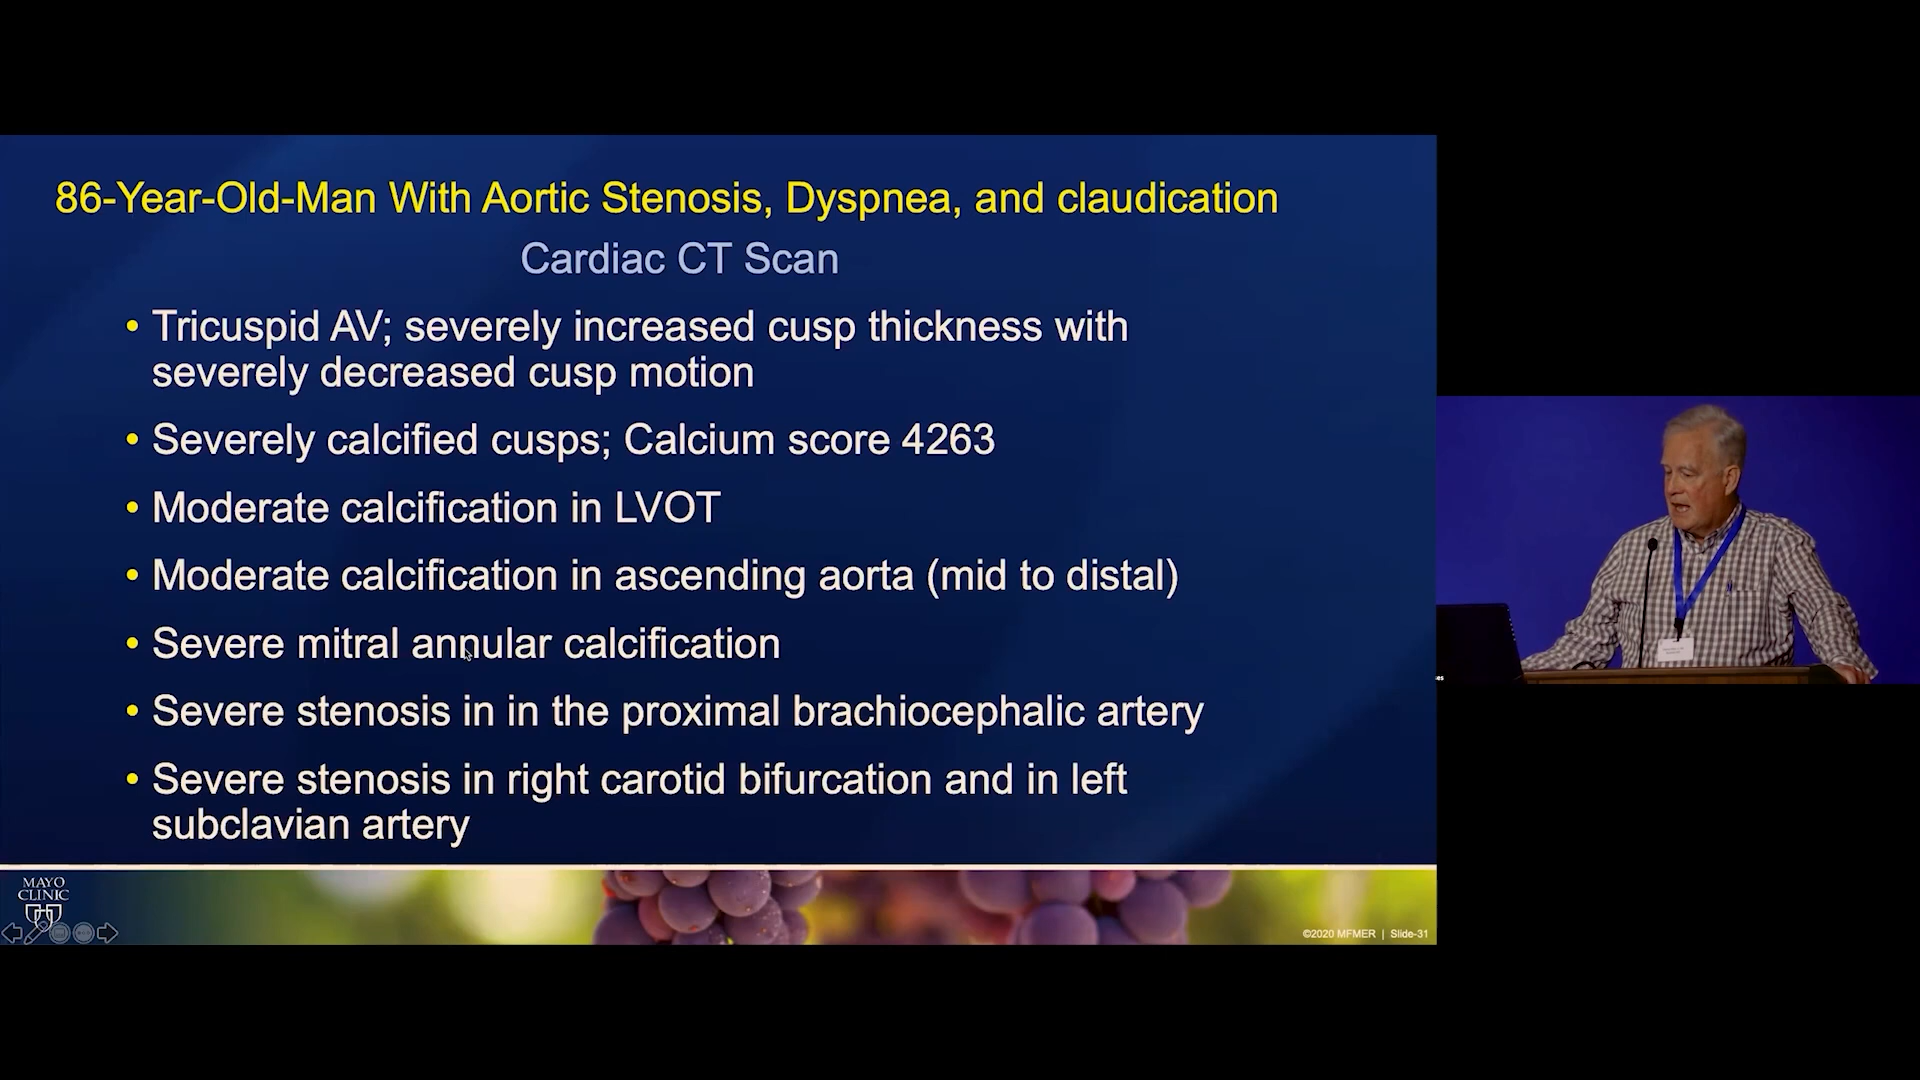 86-Year-Old-Man With Aortic Stenosis, Dyspnea, and claudication
Cardiac CT Scan
• Tricuspid AV; severely increased cusp thickness with
severely decreased cusp motion
• Severely calcified cusps; Calcium score 4263
• Moderate calcification in LVOT
• Moderate calcification in ascending aorta (mid to distal)
• Severe mitral annular calcification
• Severe stenosis in in the proximal brachiocephalic artery
• Severe stenosis in right carotid bifurcation and in left
subclavian artery
MAYO
CLINIC
©2020 MFMER | Slide-31